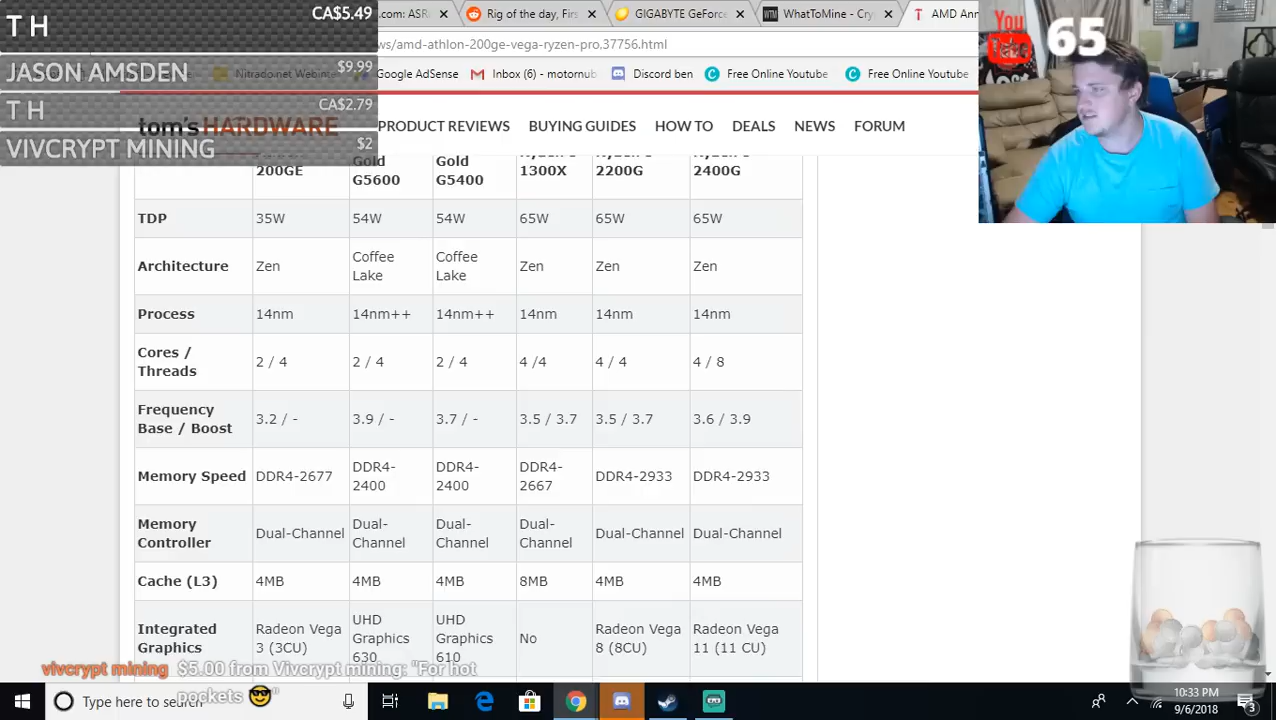 T H CA$5.49
JASON AMSDEN $9.99
T H CA$2.79
VIVCRYPT MINING $2
.com: ASR
Rig of the day, Firs
GIGABYTE GeForce
WhatToMine - Cry
AMD Ann
ws/amd-athlon-200ge-vega-ryzen-pro,37756.html
Nitrado.net Webinte
Google AdSense
Inbox (6) - motornub
Discord ben
Free Online Youtube
Free Online Youtube
You
Tube
65
tom's HARDWARE
PRODUCT REVIEWS BUYING GUIDES HOW TO DEALS NEWS FORUM
200GE Gold G5600 Gold G5400 1300X 2200G 2400G
TDP 35W 54W 54W 65W 65W 65W
Architecture Zen Coffee Lake Coffee Lake Zen Zen Zen
Process 14nm 14nm++ 14nm++ 14nm 14nm 14nm
Cores / Threads 2 / 4 2 / 4 2 / 4 4 /4 4 / 4 4 / 8
Frequency Base / Boost 3.2 / - 3.9 / - 3.7 / - 3.5 / 3.7 3.5 / 3.7 3.6 / 3.9
Memory Speed DDR4-2677 DDR4-2400 DDR4-2400 DDR4-2667 DDR4-2933 DDR4-2933
Memory Controller Dual-Channel Dual-Channel Dual-Channel Dual-Channel Dual-Channel Dual-Channel
Cache (L3) 4MB 4MB 4MB 8MB 4MB 4MB
Integrated Graphics Radeon Vega 3 (3CU) UHD Graphics 630 UHD Graphics 610 No Radeon Vega 8 (8CU) Radeon Vega 11 (11 CU)
vivcrypt mining $5.00 from Vivcrypt mining: "For hot
pockets 😎"
Type here to search
10:33 PM
9/6/2018
3